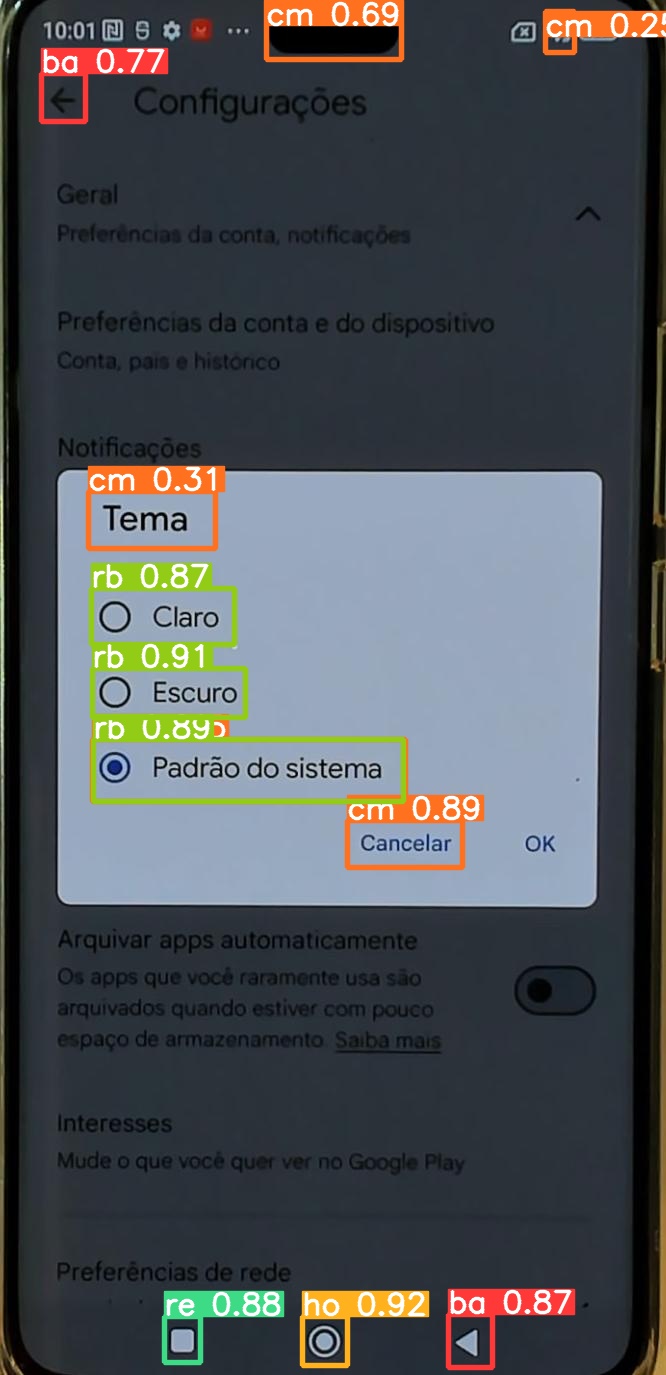 10:01
cm 0.69
cm 0.25
ba 0.77
Configurações
Geral
Preferências da conta, notificações
Preferências da conta e do dispositivo
Conta, país e histórico
Notificações
cm 0.31
Tema
rb 0.87
Claro
rb 0.91
Escuro
rb 0.89
Padrão do sistema
cm 0.89
Cancelar OK
Arquivar apps automaticamente
Os apps que você raramente usa são
arquivados quando estiver com pouco
espaço de armazenamento. Saiba mais
Interesses
Mude o que você quer ver no Google Play
Preferências de rede
re 0.88 ho 0.92 ba 0.87